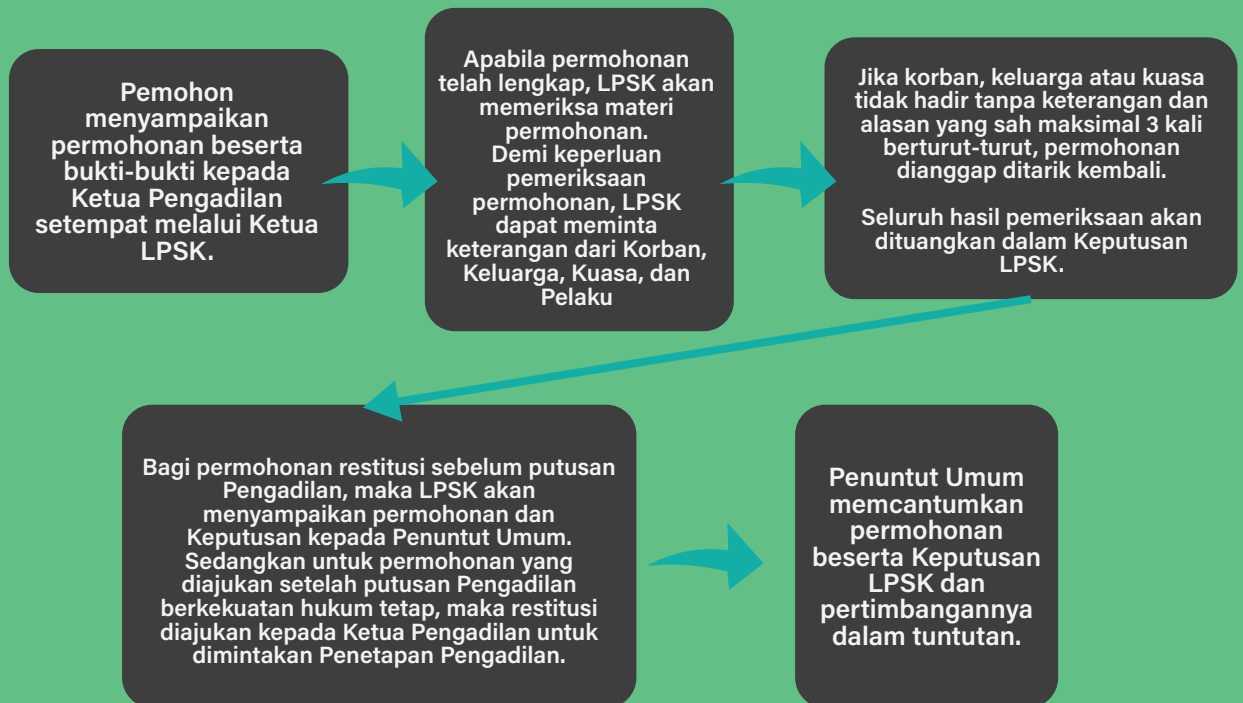 Pemohon
menyampaikan
permohonan beserta
bukti-bukti kepada
Ketua Pengadilan
setempat melalui Ketua
LPSK.
Apabila permohonan
telah lengkap, LPSK akan
memeriksa materi
permohonan.
Demi keperluan
pemeriksaan
permohonan, LPSK
dapat meminta
keterangan dari Korban,
Keluarga, Kuasa, dan
Pelaku
Jika korban, keluarga atau kuasa
tidak hadir tanpa keterangan dan
alasan yang sah maksimal 3 kali
berturut-turut, permohonan
dianggap ditarik kembali.
Seluruh hasil pemeriksaan akan
dituangkan dalam Keputusan
LPSK.
Bagi permohonan restitusi sebelum putusan
Pengadilan, maka LPSK akan
menyampaikan permohonan dan
Keputusan kepada Penuntut Umum.
Sedangkan untuk permohonan yang
diajukan setelah putusan Pengadilan
berkekuatan hukum tetap, maka restitusi
diajukan kepada Ketua Pengadilan untuk
dimintakan Penetapan Pengadilan.
Penuntut Umum
memcantumkan
permohonan
beserta Keputusan
LPSK dan
pertimbangannya
dalam tuntutan.